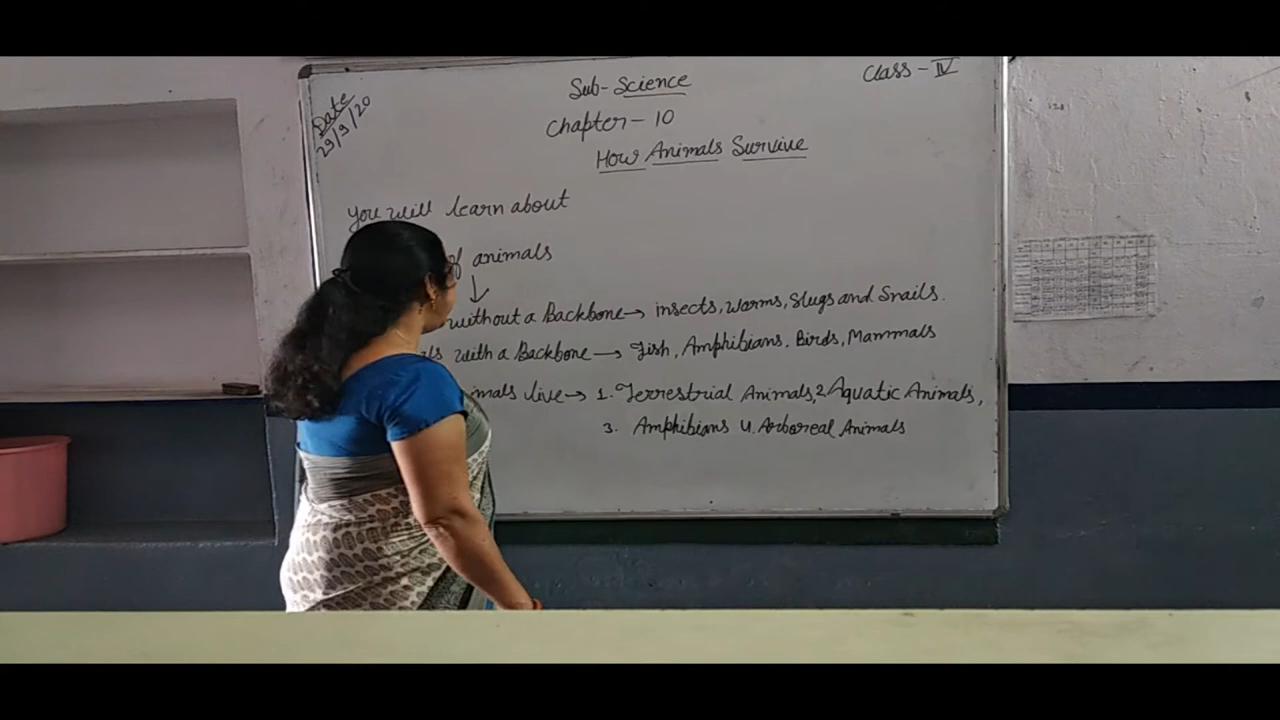 Date
29/9/20
Sub-Science
Class - IV
Chapter - 10
How Animals Survive
You will learn about
of animals
↓
without a Backbone → insects, worms, Slugs and Snails.
with a Backbone → Fish, Amphibians. Birds, Mammals
live → 1. Terrestrial Animals, 2 Aquatic Animals,
3. Amphibians 4. Arboreal Animals